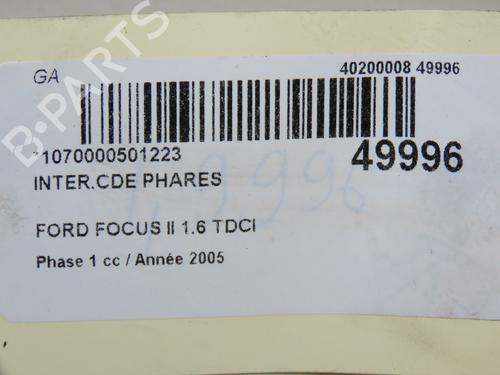 GA
40200008 49996
*1070000501223
49996
INTER.CDE PHARES
FORD FOCUS II 1.6 TDCI
Phase 1 cc / Année 2005
B-PARTS